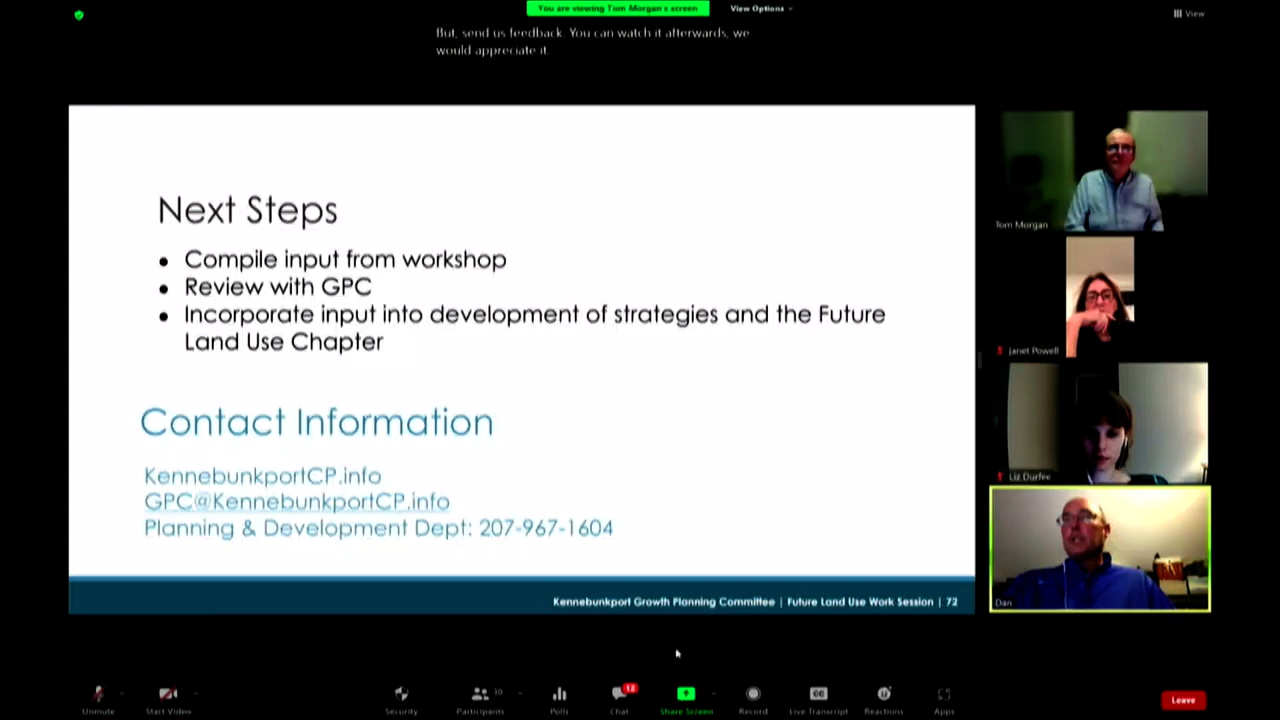 You are viewing Tom Morgan's screen
View Options
View
But, send us feedback. You can watch it afterwards, we
would appreciate it.
Next Steps
Compile input from workshop
Review with GPC
Incorporate input into development of strategies and the Future
Land Use Chapter
Contact Information
KennebunkportCP.info
GPC@KennebunkportCP.info
Planning & Development Dept: 207-967-1604
Kennebunkport Growth Planning Committee | Future Land Use Work Session | 72
Tom Morgan
Janet Powell
Liz Durfee
Dan
Unmute
Start Video
Security
Participants
10
Polls
Chat
12
Share Screen
Record
CC
Live Transcript
Reactions
Apps
Leave